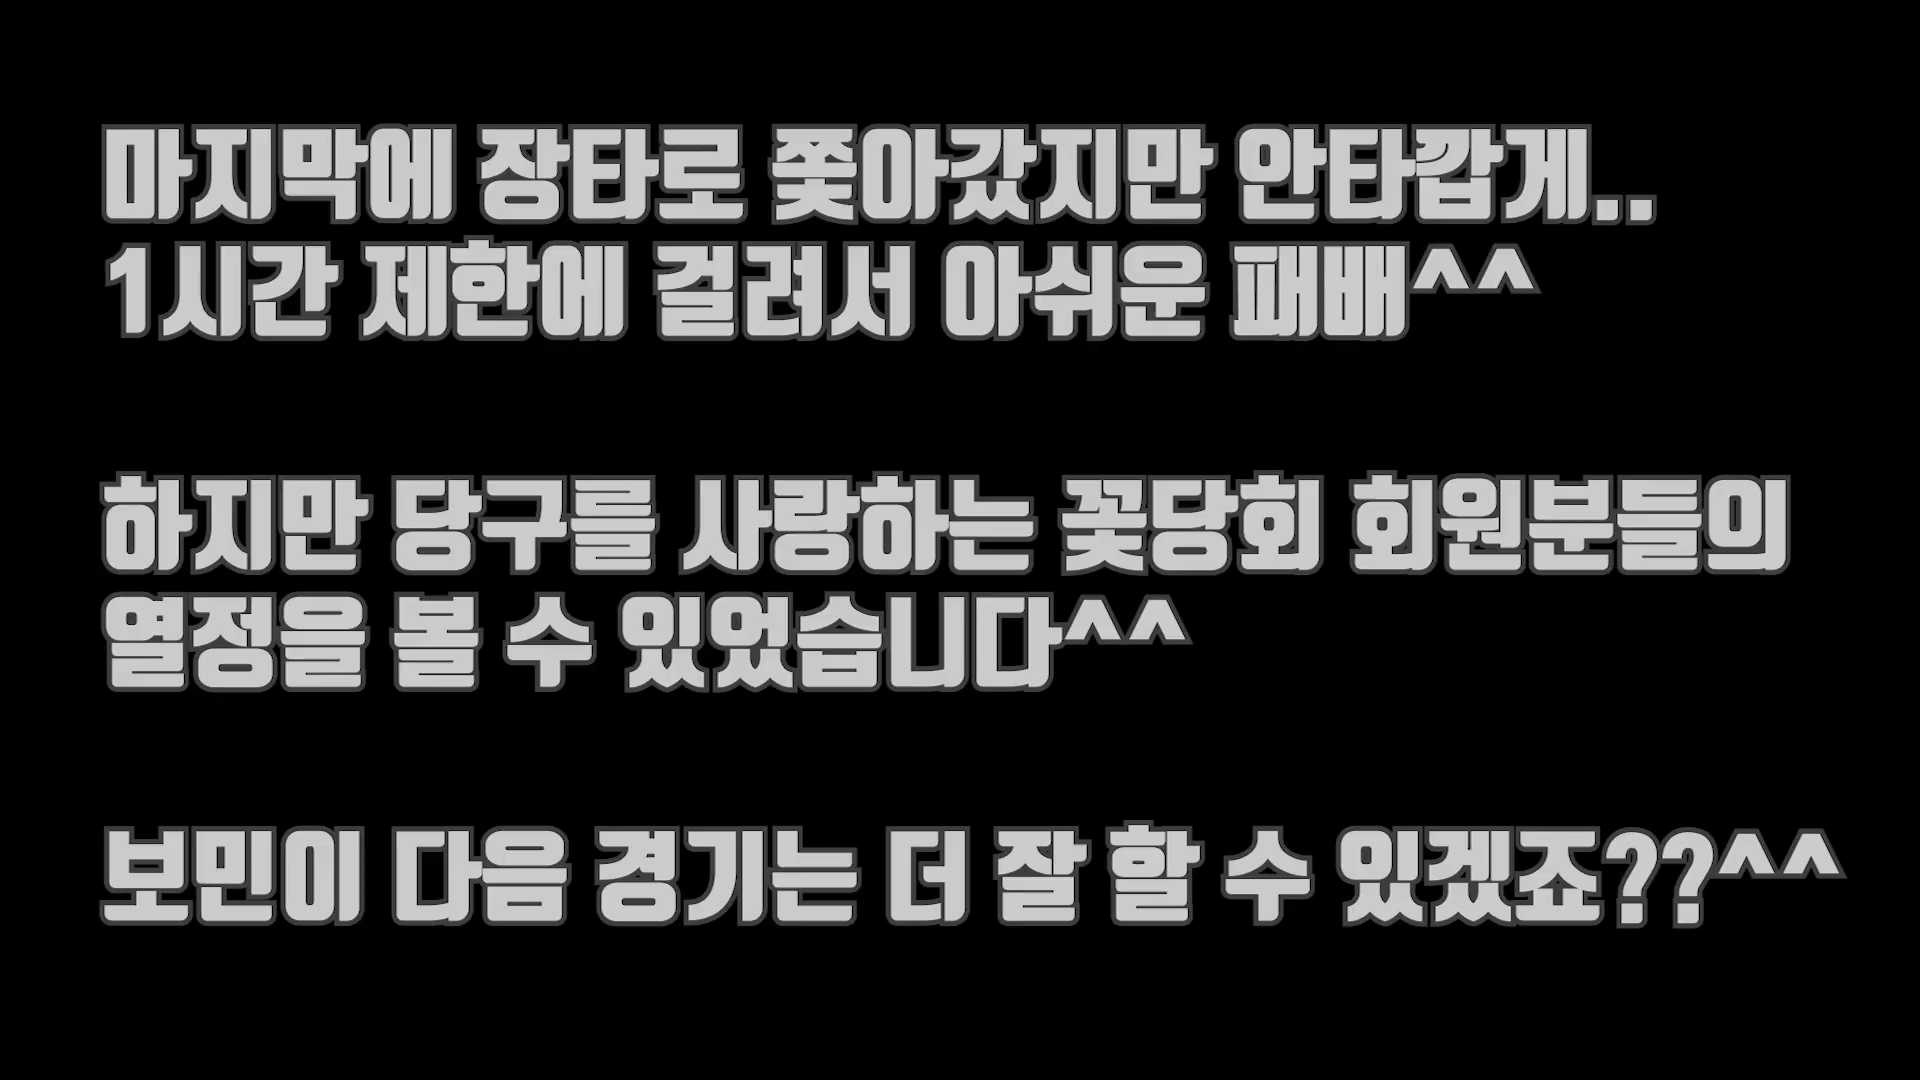 마지막에 장타로 쫓아갔지만 안타깝게..
1시간 제한에 걸려서 아쉬운 패배^^
하지만 당구를 사랑하는 꽃당회 회원분들의
열정을 볼 수 있었습니다^^
보민이 다음 경기는 더 잘 할 수 있겠죠??^^